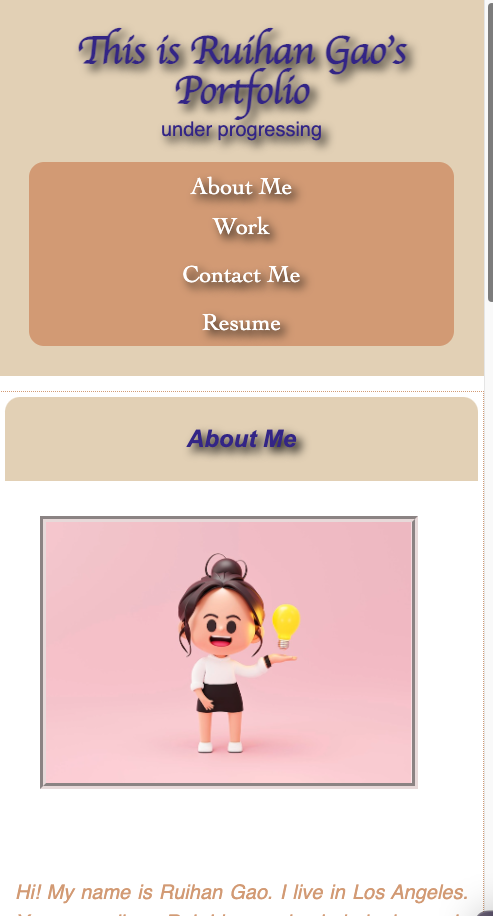 This is Ruihan Gao's
Portfolio
under progressing
About Me
Work
Contact Me
Resume
About Me
Hi! My name is Ruihan Gao. I live in Los Angeles.